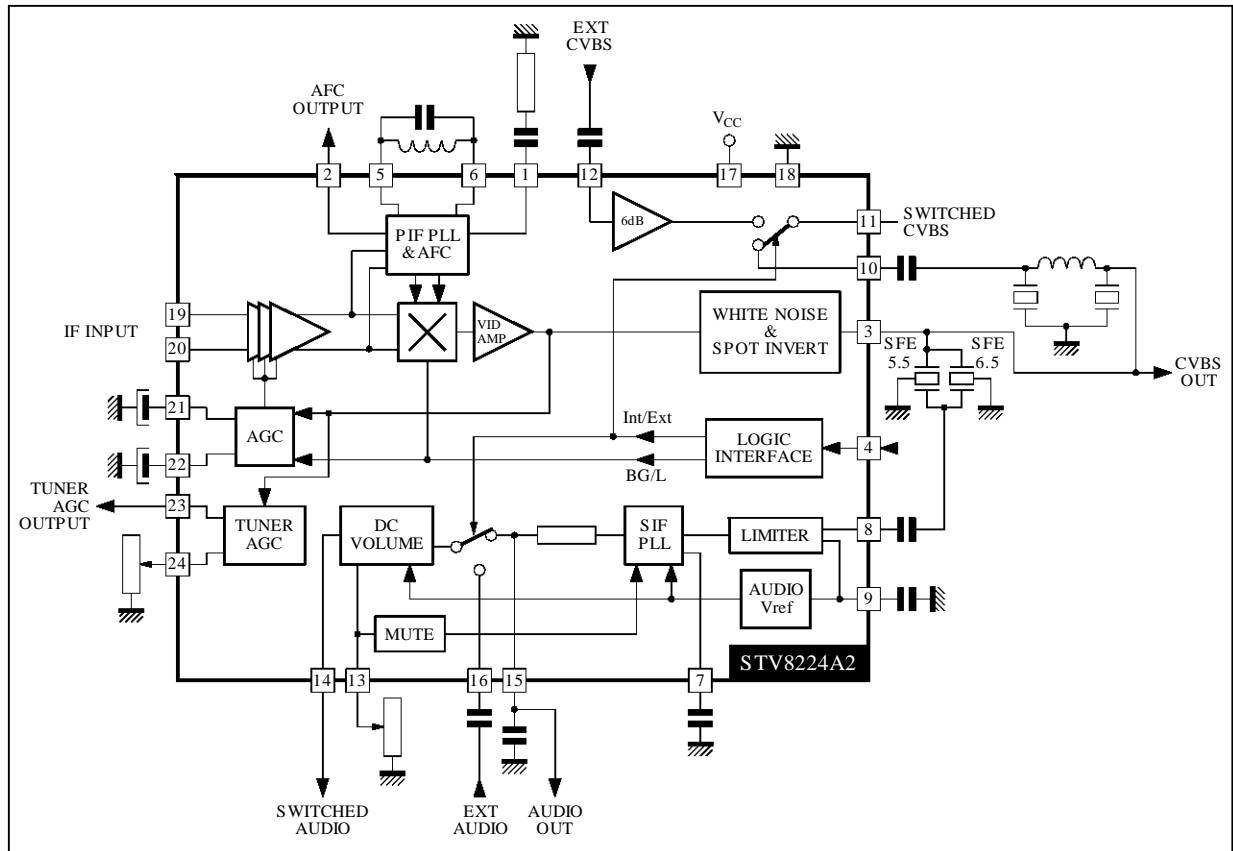 EXT
CVBS
AFC
OUTPUT
VCC
2
5
6
1
12
17
18
6dB
11
SWITCHED
CVBS
PIF PLL
& AFC
10
19
20
IF INPUT
VID
AMP
WHITE NOISE
&
SPOT INVERT
3
SFE
5.5
SFE
6.5
CVBS
OUT
21
22
AGC
Int/Ext
BG/L
LOGIC
INTERFACE
4
TUNER
AGC
OUTPUT
23
24
TUNER
AGC
DC
VOLUME
SIF
PLL
LIMITER
8
AUDIO
Vref
9
MUTE
STV8224A2
14
13
16
15
7
SWITCHED
AUDIO
EXT
AUDIO
AUDIO
OUT